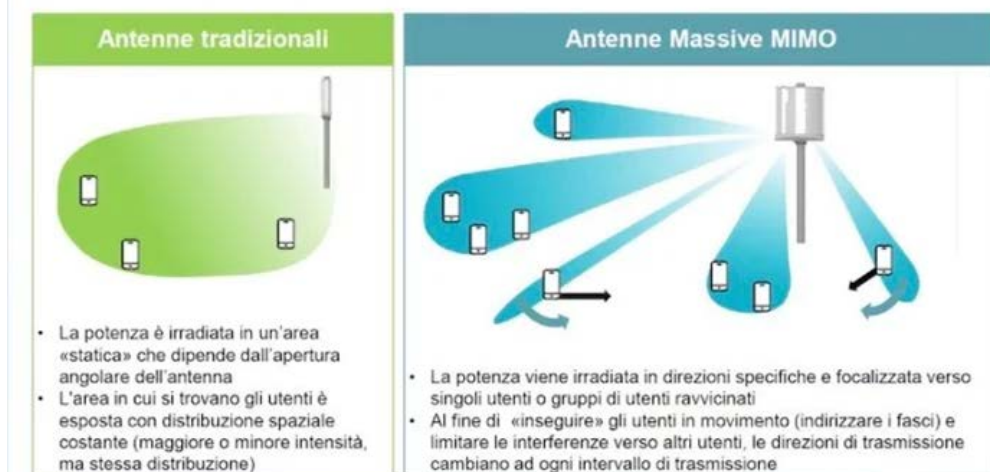 Antenne tradizionali
• La potenza è irradiata in un'area
«statica» che dipende dall'apertura
angolare dell'antenna
• L'area in cui si trovano gli utenti è
esposta con distribuzione spaziale
costante (maggiore o minore intensità,
ma stessa distribuzione)
Antenne Massive MIMO
• La potenza viene irradiata in direzioni specifiche e focalizzata verso
singoli utenti o gruppi di utenti ravvicinati
• Al fine di «inseguire» gli utenti in movimento (indirizzare i fasci) e
limitare le interferenze verso altri utenti, le direzioni di trasmissione
cambiano ad ogni intervallo di trasmissione